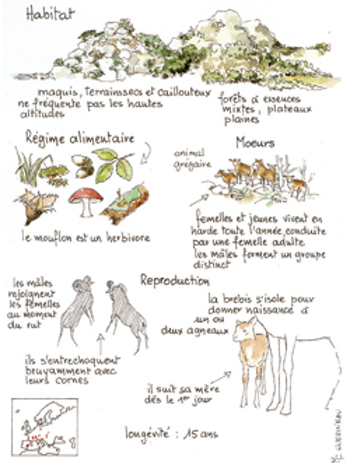 Habitat
maquis, terrains secs et caillouteux
ne fréquente pas les hautes
altitudes
forêts à essences
mixtes, plateaux
plaines
Régime alimentaire
le mouflon est un herbivore
Moeurs
animal
grégaire
femelles et jeunes vivent en
harde toute l'année, conduite
par une femelle adulte
les mâles forment un groupe
distinct
Reproduction
les mâles
rejoignent
les femelles
au moment
du rut
ils s'entrechoquent
bruyamment avec
leurs cornes
la brebis s'isole pour
donner naissance à
un ou
deux agneaux
il suit sa mère
dès le 1er jour
longévité : 15 ans